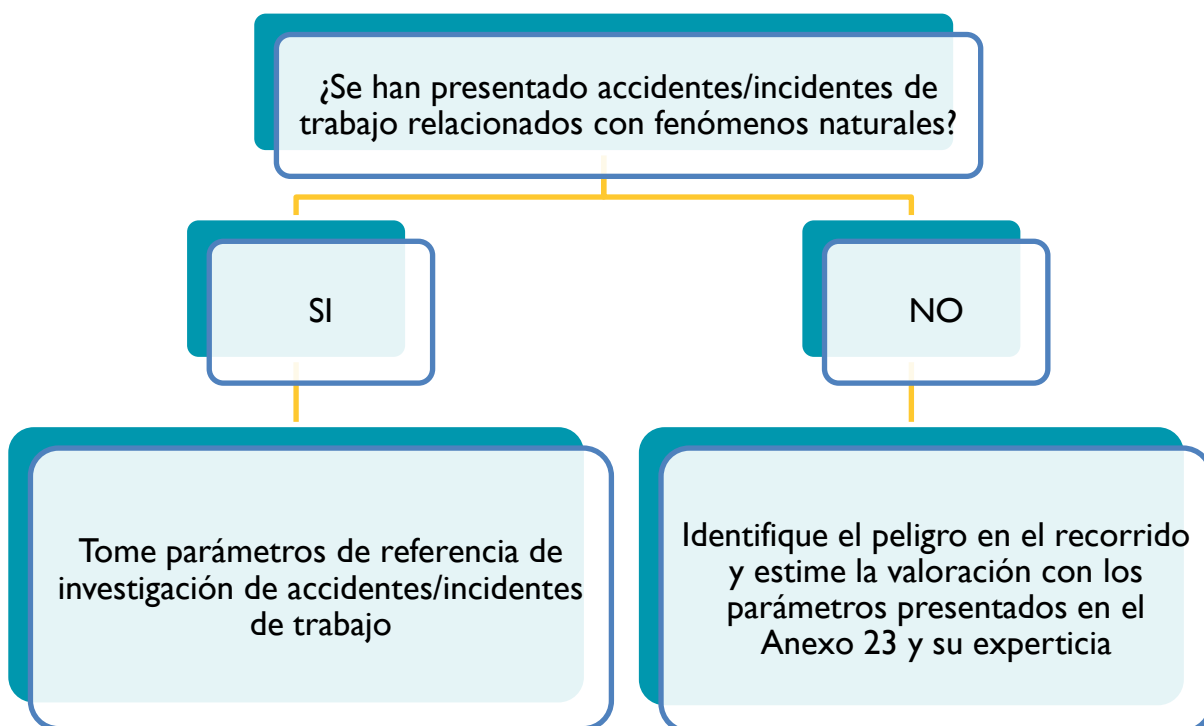 ¿Se han presentado accidentes/incidentes de
trabajo relacionados con fenómenos naturales?
SI
NO
Tome parámetros de referencia de
investigación de accidentes/incidentes
de trabajo
Identifique el peligro en el recorrido
y estime la valoración con los
parámetros presentados en el
Anexo 23 y su experticia